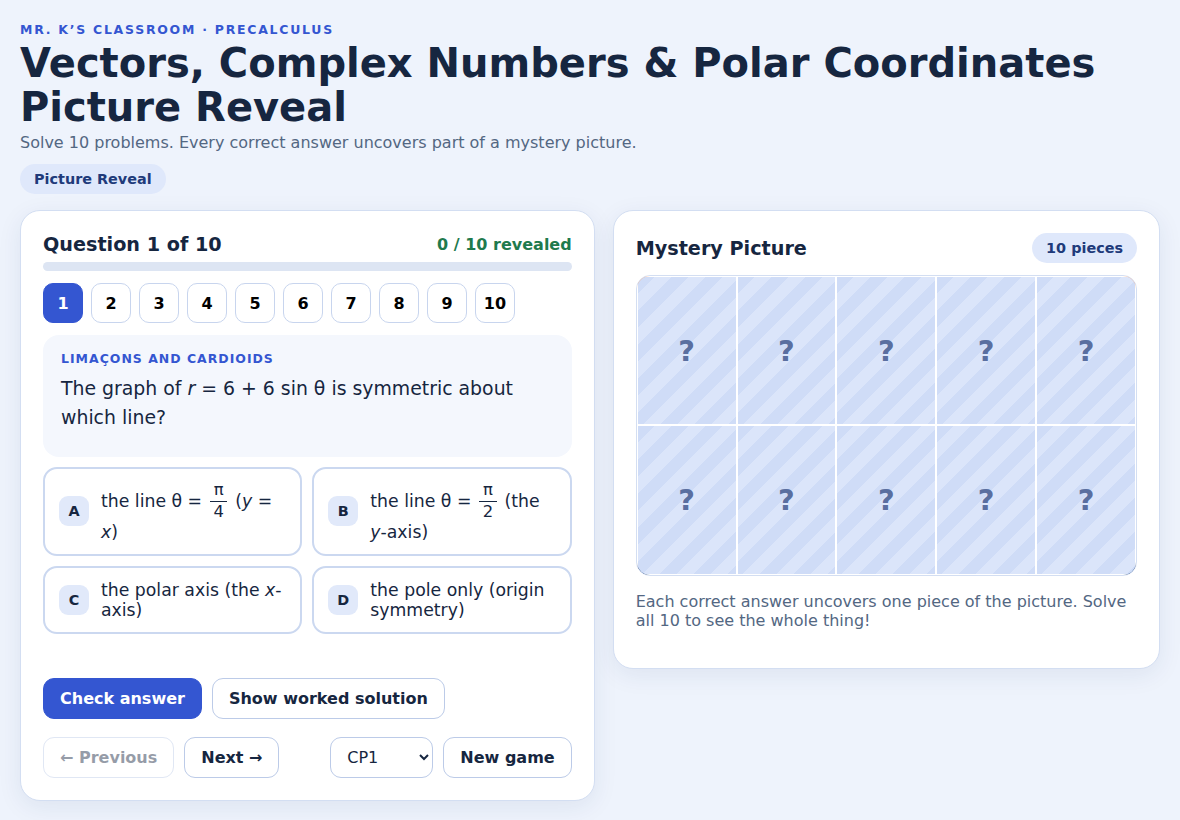 MR. K’S CLASSROOM · PRECALCULUS
Vectors, Complex Numbers & Polar Coordinates
Picture Reveal
Solve 10 problems. Every correct answer uncovers part of a mystery picture.
Picture Reveal
Question 1 of 10
0 / 10 revealed
1 2 3 4 5 6 7 8 9 10
LIMAÇONS AND CARDIOIDS
The graph of r = 6 + 6 sin θ is symmetric about
which line?
A the line θ = π/4 (y =
x)
B the line θ = π/2 (the
y-axis)
C the polar axis (the x-
axis)
D the pole only (origin
symmetry)
Check answer
Show worked solution
← Previous
Next →
CP1
New game
Mystery Picture
10 pieces
? ? ? ? ?
? ? ? ? ?
Each correct answer uncovers one piece of the picture. Solve
all 10 to see the whole thing!